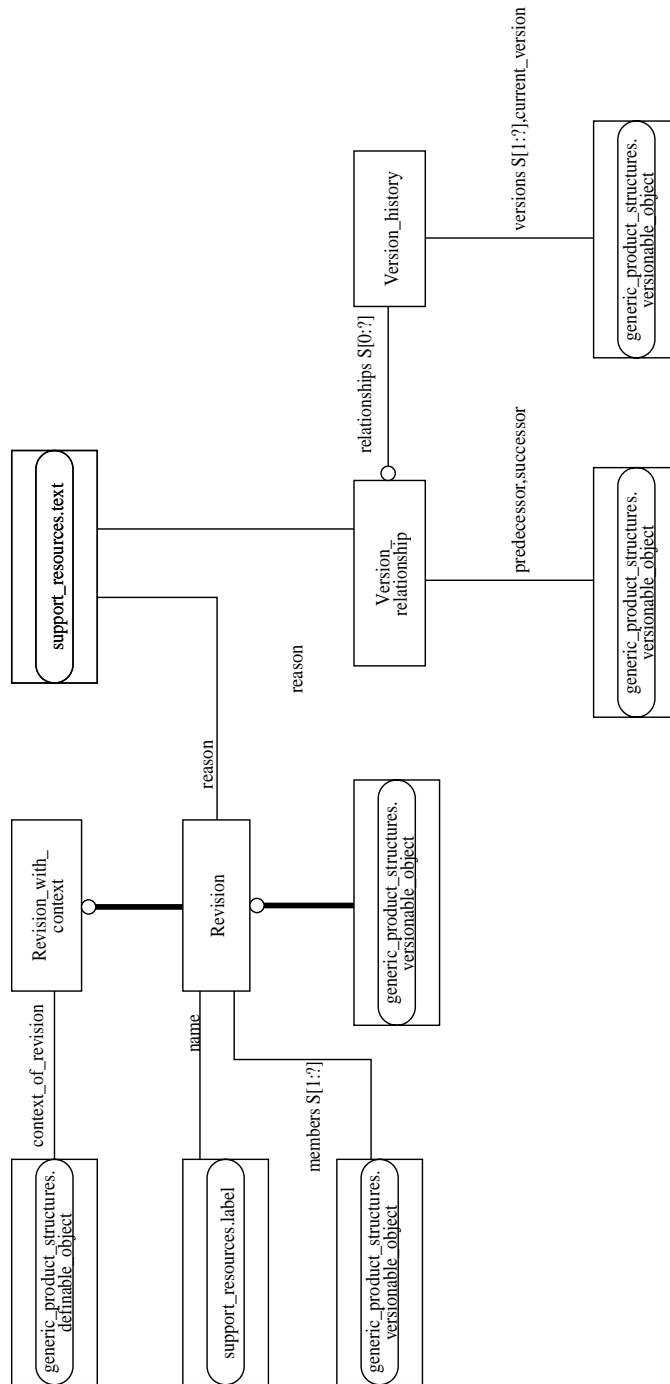 generic_product_structures.
definable_object
context_of_revision
Revision_with_
context
support_resources.text
support_resources.label
name
Revision
reason
members S[1:?]
reason
generic_product_structures.
versionable_object
generic_product_structures.
versionable_object
Version_
relationship
relationships S[0:?]
Version_history
predecessor,successor
versions S[1:?],current_version
generic_product_structures.
versionable_object
generic_product_structures.
versionable_object